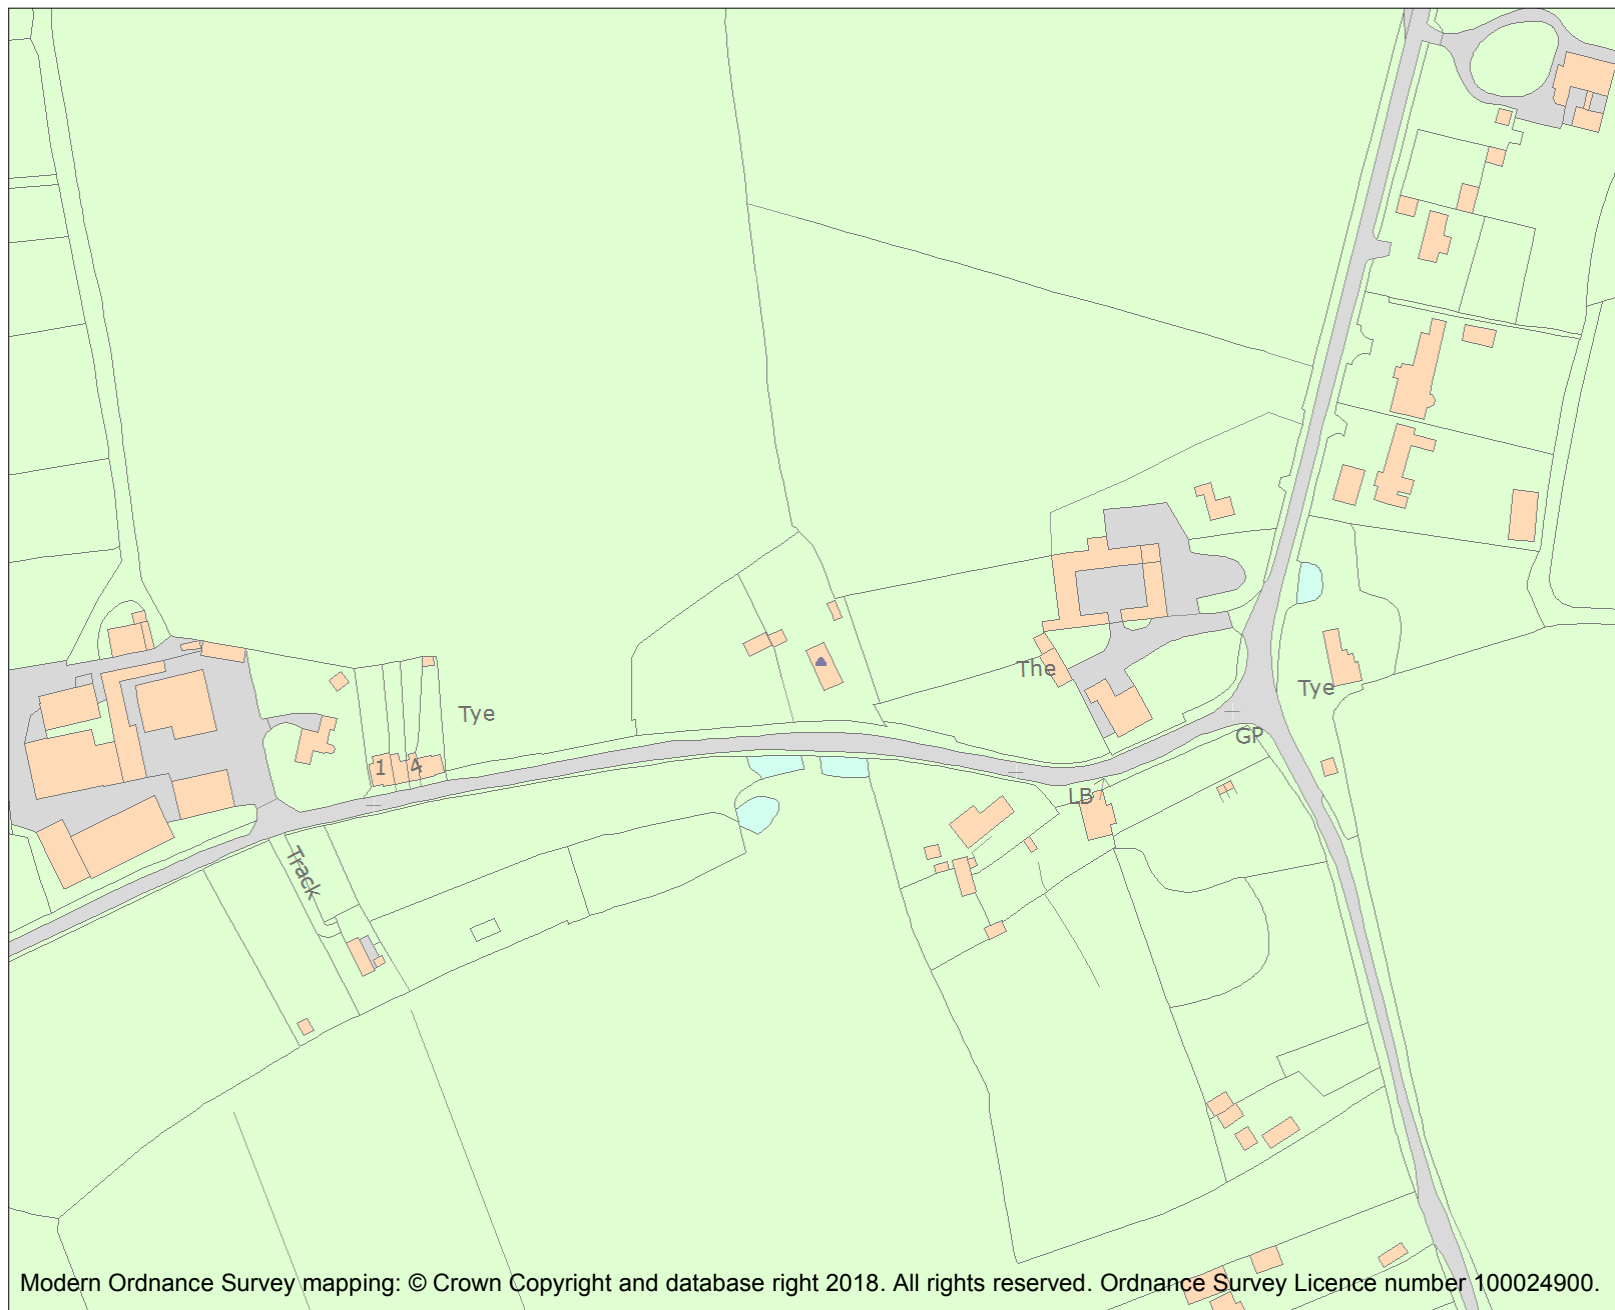 The
Tye
Tye
GP
1 4
LB
Track
Modern Ordnance Survey mapping: © Crown Copyright and database right 2018. All rights reserved. Ordnance Survey Licence number 100024900.